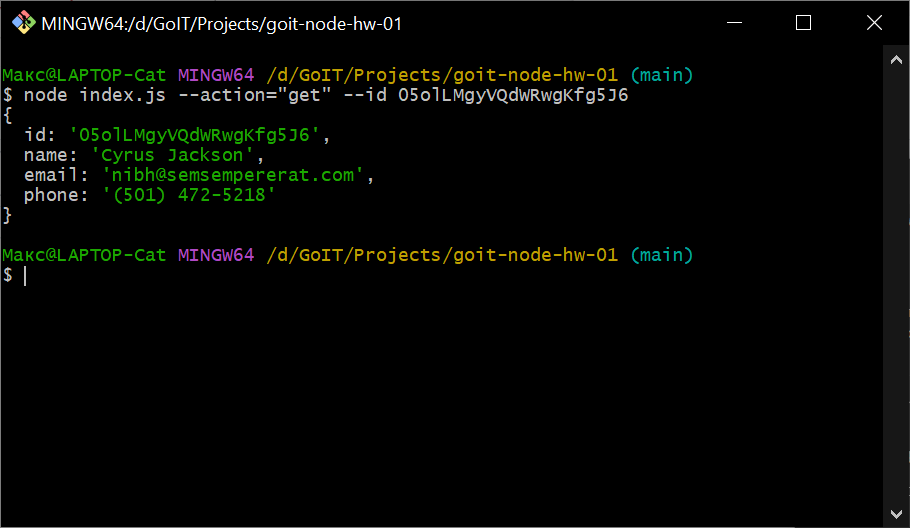 MINGW64:/d/GoIT/Projects/goit-node-hw-01
Макс@LAPTOP-Cat MINGW64 /d/GoIT/Projects/goit-node-hw-01 (main)
$ node index.js --action="get" --id O5olLMgyVQdWRwgKfg5J6
{
  id: 'O5olLMgyVQdWRwgKfg5J6',
  name: 'Cyrus Jackson',
  email: 'nibh@semsempererat.com',
  phone: '(501) 472-5218'
}
Макс@LAPTOP-Cat MINGW64 /d/GoIT/Projects/goit-node-hw-01 (main)
$